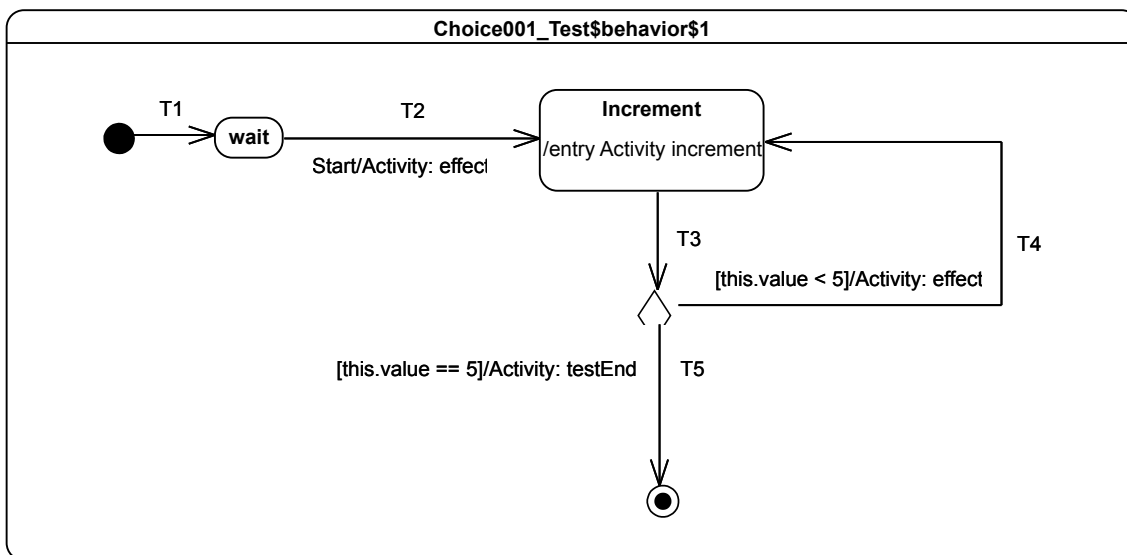 Choice001_Test$behavior$1
T1
wait
T2
Start/Activity: effect
Increment
/entry Activity increment
T3
T4
[this.value < 5]/Activity: effect
[this.value == 5]/Activity: testEnd
T5